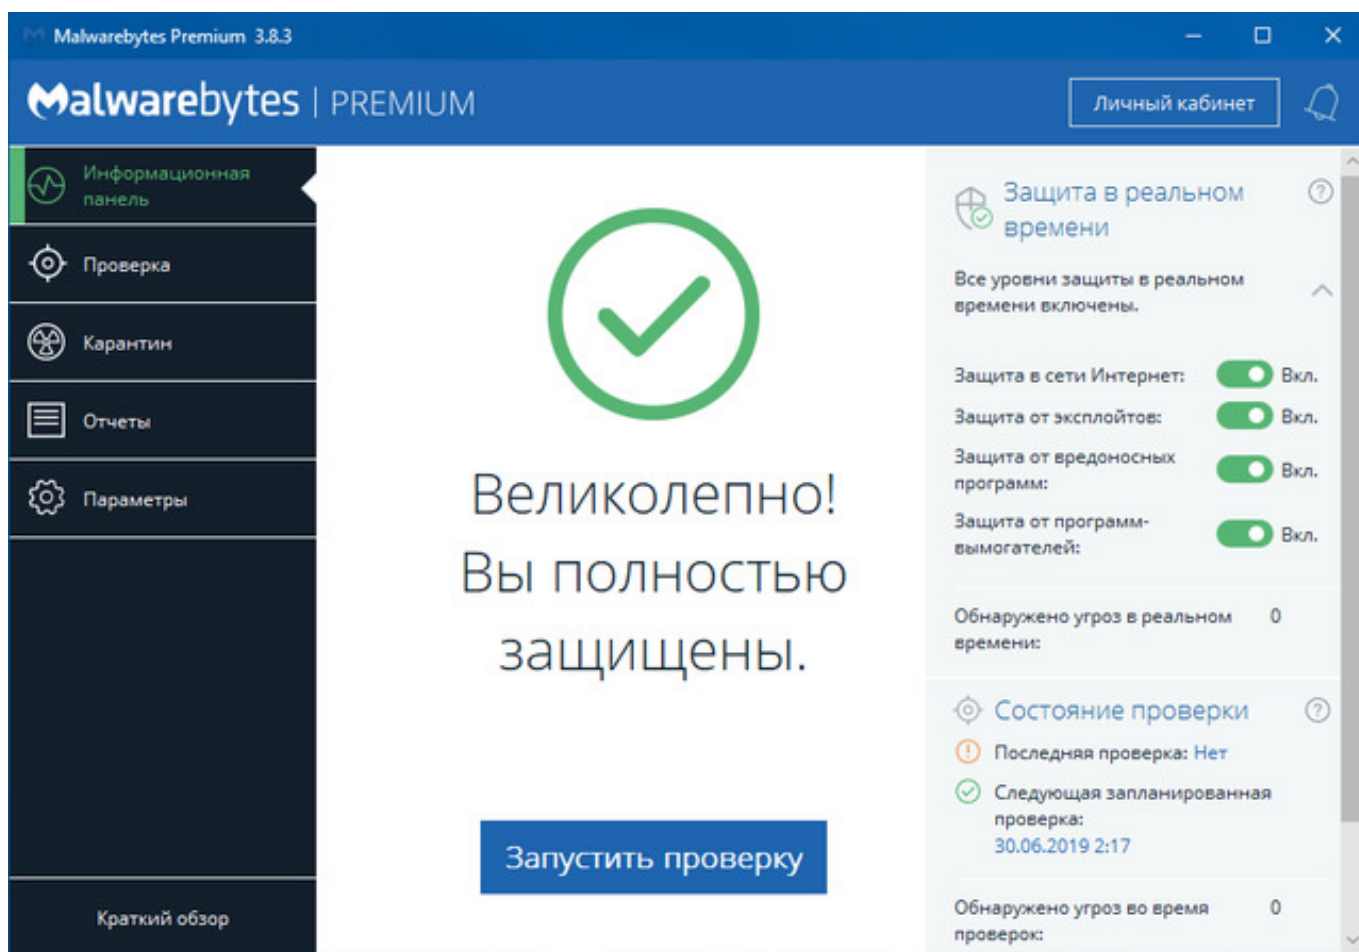 Malwarebytes Premium 3.8.3
Malwarebytes | PREMIUM
Личный кабинет
Информационная
панель
Проверка
Карантин
Отчеты
Параметры
Краткий обзор
Великолепно!
Вы полностью
защищены.
Запустить проверку
Защита в реальном
времени
Все уровни защиты в реальном
времени включены.
Защита в сети Интернет: Вкл.
Защита от эксплойтов: Вкл.
Защита от вредоносных
программ: Вкл.
Защита от программ-
вымогателей: Вкл.
Обнаружено угроз в реальном 0
времени:
Состояние проверки
Последняя проверка: Нет
Следующая запланированная
проверка:
30.06.2019 2:17
Обнаружено угроз во время 0
проверок: